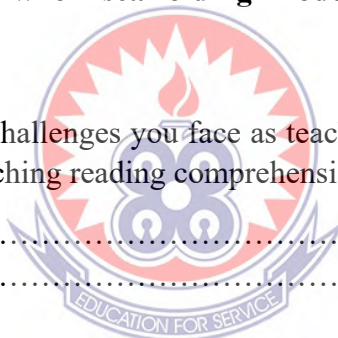 hallenges you face as teac
ching reading comprehensi
EDUCATION FOR SERVICE